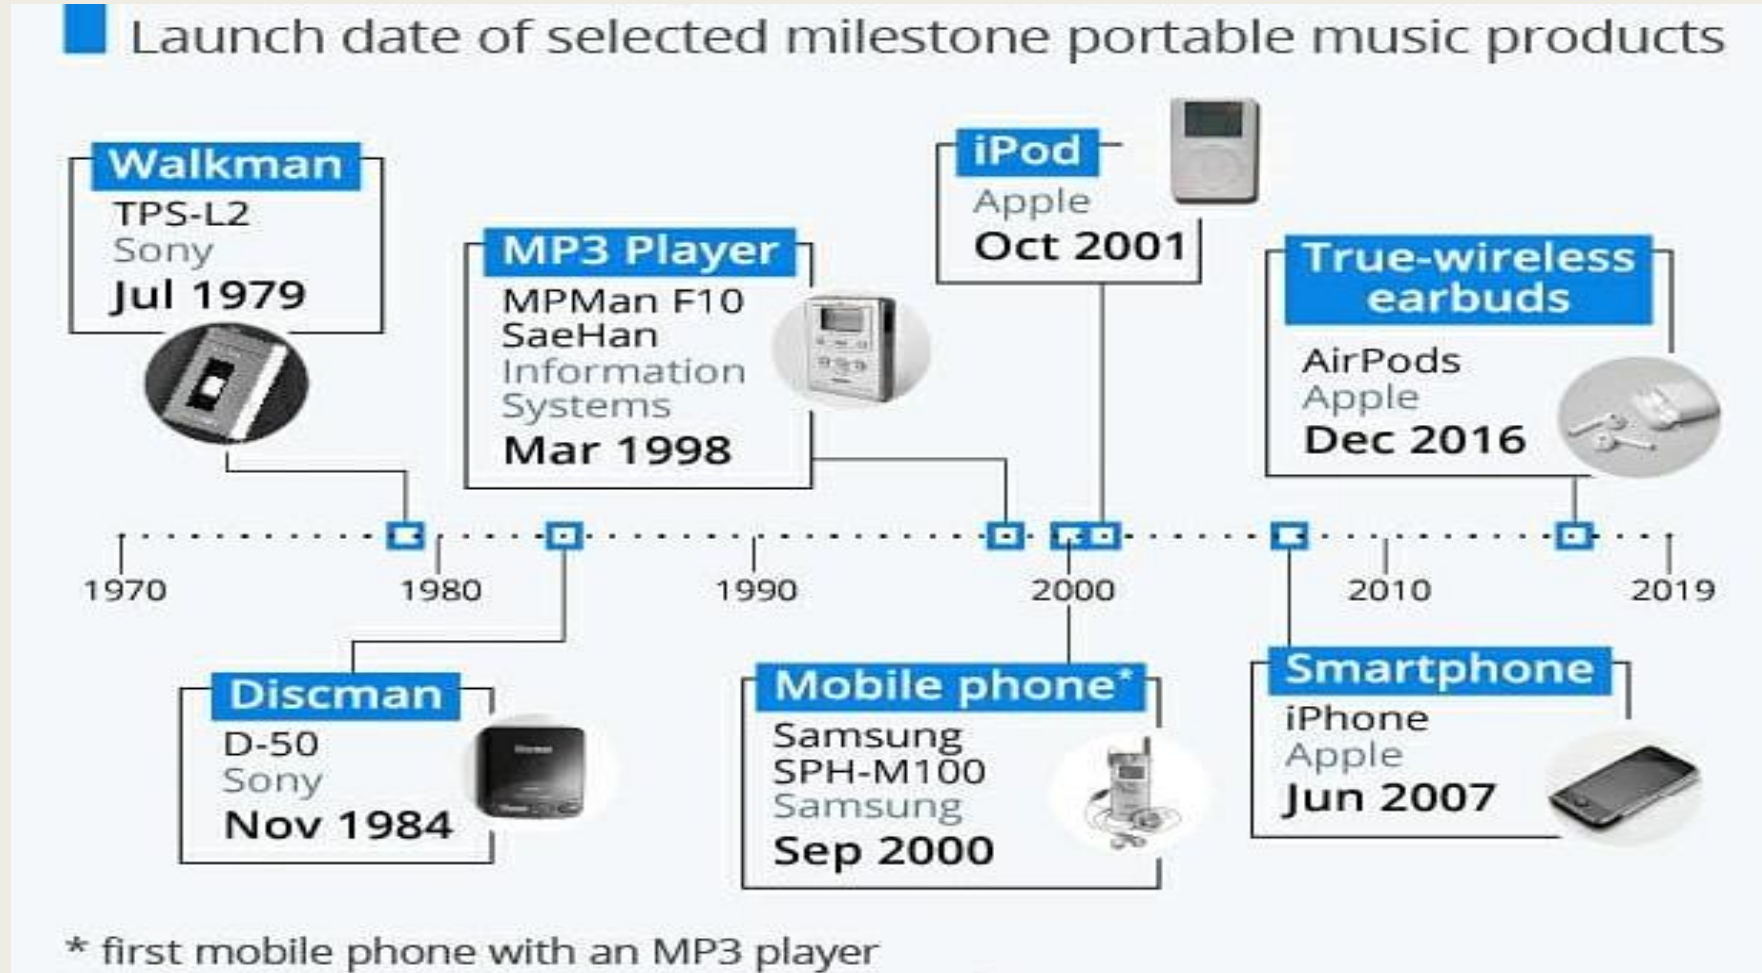 Launch date of selected milestone portable music products
Walkman
TPS-L2
Sony
Jul 1979
MP3 Player
MPMan F10
SaeHan
Information
Systems
Mar 1998
iPod
Apple
Oct 2001
True-wireless
earbuds
AirPods
Apple
Dec 2016
1970
1980
1990
2000
2010
2019
Discman
D-50
Sony
Nov 1984
Mobile phone*
Samsung
SPH-M100
Samsung
Sep 2000
Smartphone
iPhone
Apple
Jun 2007
* first mobile phone with an MP3 player